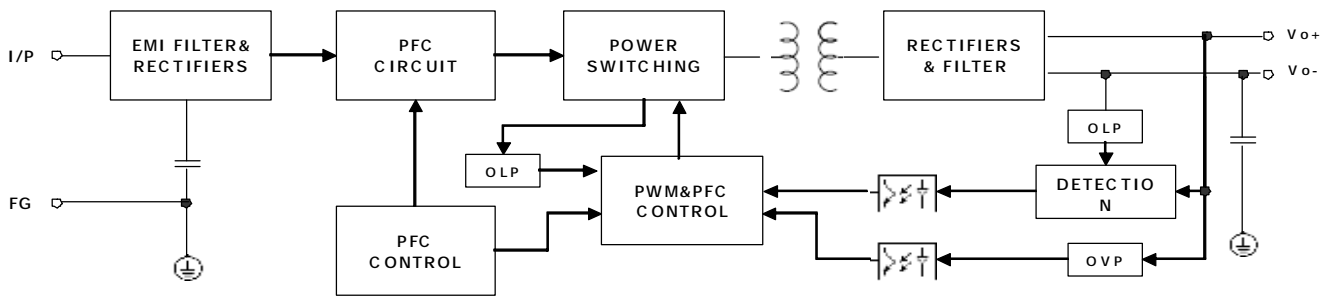 I/P
EMI FILTER&
RECTIFIERS
PFC
CIRCUIT
POWER
SWITCHING
RECTIFIERS
& FILTER
Vo+
Vo-
OLP
OLP
PWM&PFC
CONTROL
DETECTIO
N
FG
PFC
CONTROL
OVP